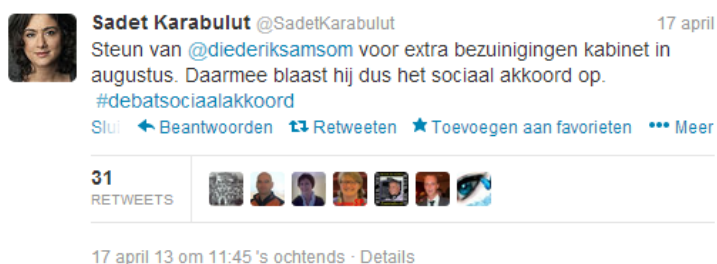 Sadet Karabulut @SadetKarabulut 17 april
Steun van @diederiksamsom voor extra bezuinigingen kabinet in
augustus. Daarmee blaast hij dus het sociaal akkoord op.
#debatsociaalakkoord
Beantwoorden Retweeten Toevoegen aan favorieten Meer
31
RETWEETS
17 april 13 om 11:45 's ochtends · Details